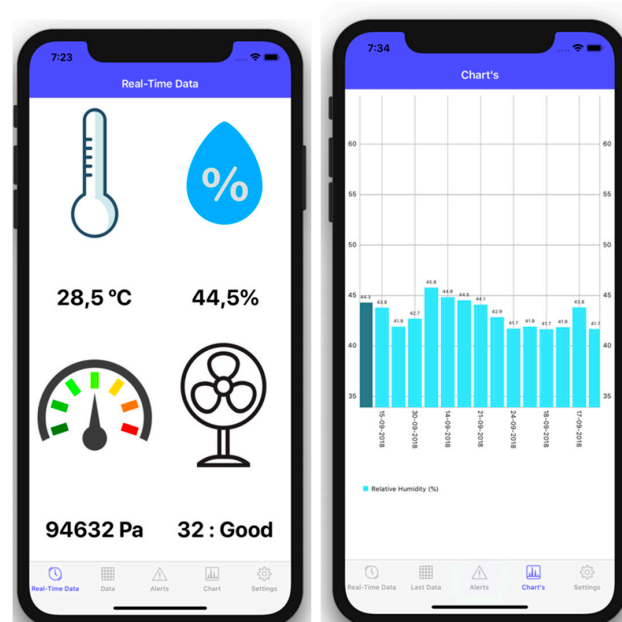 7:23
Real-Time Data
%
28,5 ºC 44,5%
94632 Pa 32 : Good
Real-Time Data Data Alerts Chart Settings
7:34
Chart's
60 60
55 55
50 50
45 45
40 40
35 35
44.3 43.8 41.9 42.7 45.8 44.9 44.5 44.1 42.9 41.7 41.9 41.7 41.9 43.8 41.7
15-09-2018 30-09-2018 14-09-2018 21-09-2018 24-09-2018 18-09-2018 17-09-2018
Relative Humidity (%)
Real-Time Data Last Data Alerts Chart's Settings